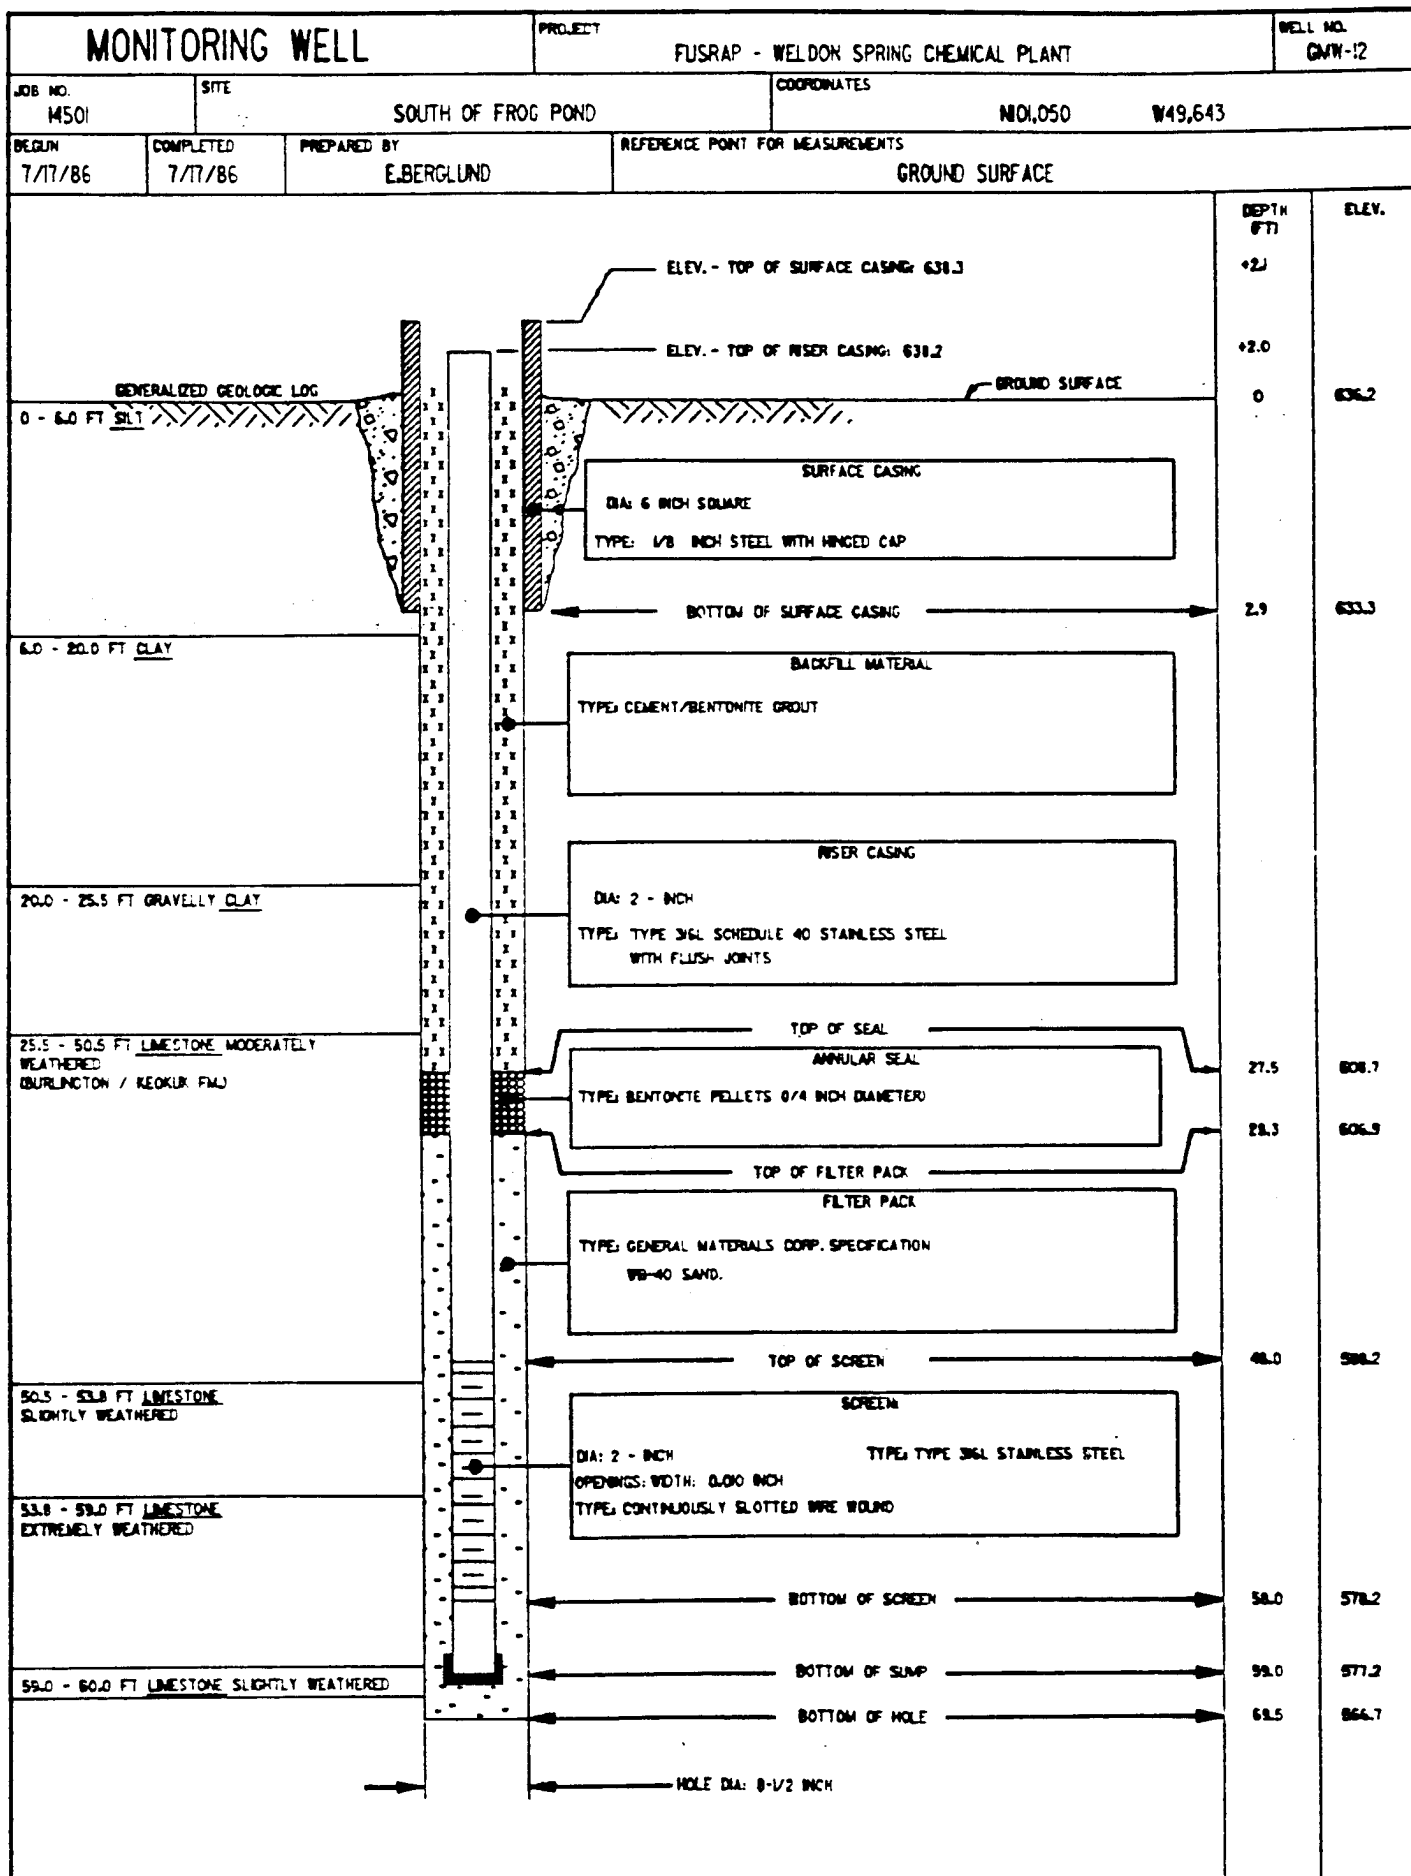 MONITORING WELL
PROJECT
FUSRAP - WELDON SPRING CHEMICAL PLANT
WELL NO.
GMW-12
JOB NO.
14501
SITE
SOUTH OF FROG POND
COORDINATES
N101,050 W49,643
BEGUN
7/17/86
COMPLETED
7/17/86
PREPARED BY
E.BERGLUND
REFERENCE POINT FOR MEASUREMENTS
GROUND SURFACE
DEPTH (FT)
ELEV.
ELEV. - TOP OF SURFACE CASING: 638.3
+2.1
ELEV. - TOP OF RISER CASING: 638.2
+2.0
GENERALIZED GEOLOGIC LOG
GROUND SURFACE
0
636.2
0 - 6.0 FT SILT
SURFACE CASING
DIA: 6 INCH SQUARE
TYPE: 1/8 INCH STEEL WITH HINGED CAP
BOTTOM OF SURFACE CASING
2.9
633.3
6.0 - 20.0 FT CLAY
BACKFILL MATERIAL
TYPE: CEMENT/BENTONITE GROUT
RISER CASING
DIA: 2 - INCH
TYPE: TYPE 316L SCHEDULE 40 STAINLESS STEEL
WITH FLUSH JOINTS
20.0 - 25.5 FT GRAVELLY CLAY
TOP OF SEAL
25.5 - 50.5 FT LIMESTONE MODERATELY
WEATHERED
(BURLINGTON / KEOKUK FM.)
ANNULAR SEAL
TYPE: BENTONITE PELLETS (1/4 INCH DIAMETER)
27.5
608.7
29.3
606.9
TOP OF FILTER PACK
FILTER PACK
TYPE: GENERAL MATERIALS CORP. SPECIFICATION
WB-40 SAND.
TOP OF SCREEN
48.0
588.2
50.5 - 53.8 FT LIMESTONE
SLIGHTLY WEATHERED
SCREEN:
DIA: 2 - INCH TYPE: TYPE 316L STAINLESS STEEL
OPENINGS: WIDTH: 0.010 INCH
TYPE: CONTINUOUSLY SLOTTED WIRE WOUND
53.8 - 59.0 FT LIMESTONE
EXTREMELY WEATHERED
BOTTOM OF SCREEN
58.0
578.2
BOTTOM OF SUMP
59.0
577.2
59.0 - 60.0 FT LIMESTONE SLIGHTLY WEATHERED
BOTTOM OF HOLE
69.5
566.7
HOLE DIA: 8-1/2 INCH